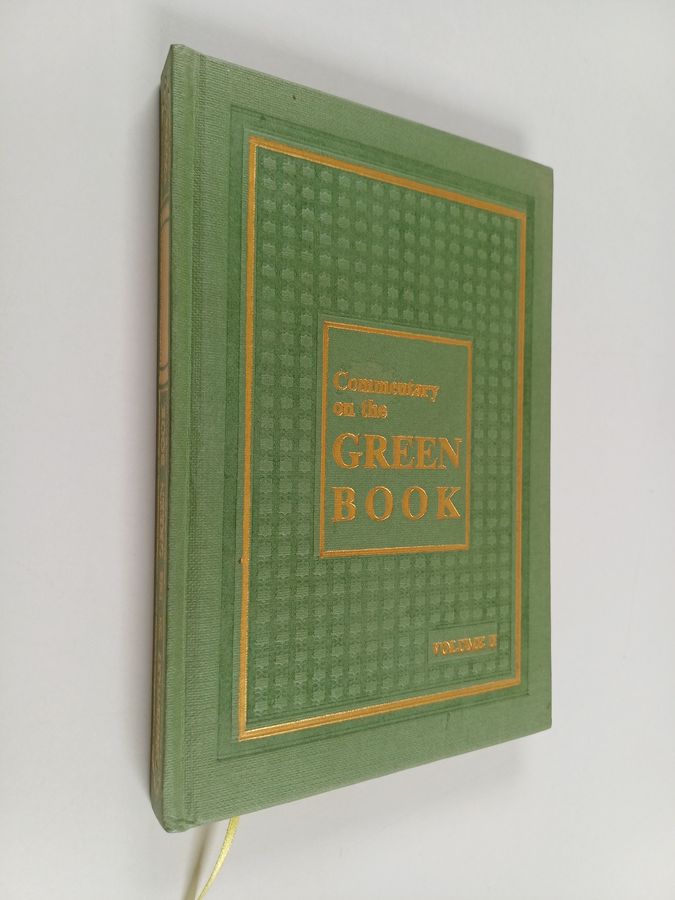 Commentary
on the
GREEN
BOOK
VOLUME II